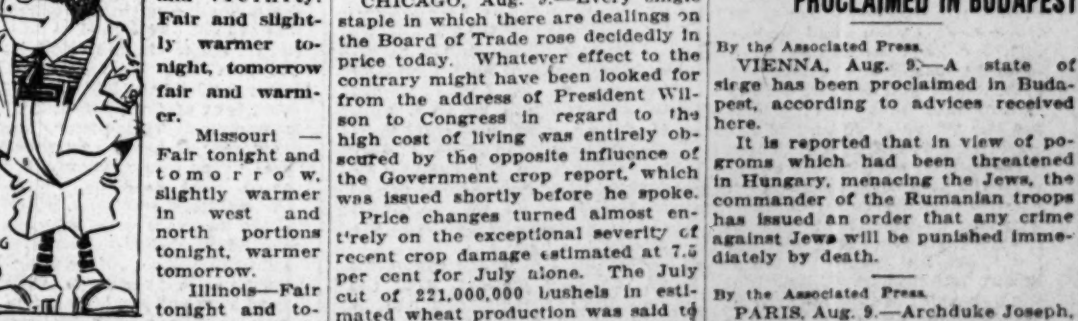 Fair and slight-
ly warmer to-
night, tomorrow
fair and warm-
er.
Missouri —
Fair tonight and
tomorrow,
slightly warmer
in west and
north portions
tonight, warmer
tomorrow.
Illinois—Fair
tonight and to-
CHICAGO, Aug. 9.—Every single
staple in which there are dealings on
the Board of Trade rose decidedly in
price today. Whatever effect to the
contrary might have been looked for
from the address of President Wil-
son to Congress in regard to the
high cost of living was entirely ob-
scured by the opposite influence of
the Government crop report, which
was issued shortly before he spoke.
Price changes turned almost en-
tirely on the exceptional severity of
recent crop damage estimated at 7.5
per cent for July alone. The July
cut of 221,000,000 bushels in esti-
mated wheat production was said to
PROCLAIMED IN BUDAPEST
By the Associated Press.
VIENNA, Aug. 9.—A state of
siege has been proclaimed in Buda-
pest, according to advices received
here.
It is reported that in view of po-
groms which had been threatened
in Hungary, menacing the Jews, the
commander of the Rumanian troops
has issued an order that any crime
against Jews will be punished imme-
diately by death.
By the Associated Press.
PARIS, Aug. 9.—Archduke Joseph,